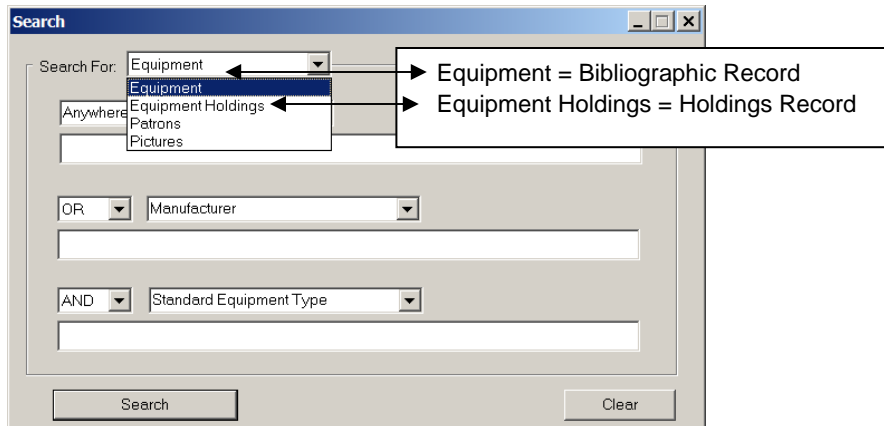 Search
Search For: Equipment
Equipment
Equipment Holdings
Patrons
Pictures
Anywhere
Equipment = Bibliographic Record
Equipment Holdings = Holdings Record
OR Manufacturer
AND Standard Equipment Type
Search Clear